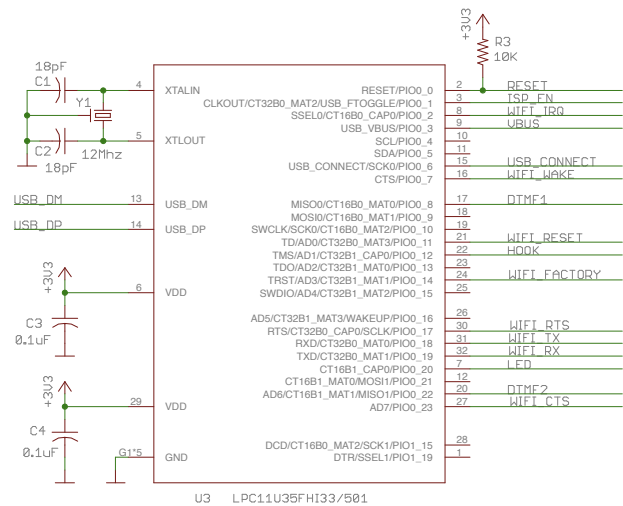 +3V3
R3
10K
18pF
C1
Y1
C2
18pF
12Mhz
4 XTALIN
5 XTLOUT
USB_DM 13 USB_DM
USB_DP 14 USB_DP
+3V3
6 VDD
C3
0.1uF
+3V3
29 VDD
C4
0.1uF
G1*5 GND
RESET/PIO0_0 2 RESET
CLKOUT/CT32B0_MAT2/USB_FTOGGLE/PIO0_1 3 ISP_EN
SSEL0/CT16B0_CAP0/PIO0_2 8 WIFI_IRQ
USB_VBUS/PIO0_3 9 VBUS
SCL/PIO0_4 10
SDA/PIO0_5 11
USB_CONNECT/SCK0/PIO0_6 15 USB_CONNECT
CTS/PIO0_7 16 WIFI_WAKE
MISO0/CT16B0_MAT0/PIO0_8 17 DTMF1
MOSI0/CT16B0_MAT1/PIO0_9 18
SWCLK/SCK0/CT16B0_MAT2/PIO0_10 19
TD/AD0/CT32B0_MAT3/PIO0_11 21 WIFI_RESET
TMS/AD1/CT32B1_CAP0/PIO0_12 22 HOOK
TDO/AD2/CT32B1_MAT0/PIO0_13 23
TRST/AD3/CT32B1_MAT1/PIO0_14 24 WIFI_FACTORY
SWDIO/AD4/CT32B1_MAT2/PIO0_15 25
AD5/CT32B1_MAT3/WAKEUP/PIO0_16 26
RTS/CT32B0_CAP0/SCLK/PIO0_17 30 WIFI_RTS
RXD/CT32B0_MAT0/PIO0_18 31 WIFI_TX
TXD/CT32B0_MAT1/PIO0_19 32 WIFI_RX
CT16B1_CAP0/PIO0_20 7 LED
CT16B1_MAT0/MOSI1/PIO0_21 12
AD6/CT16B1_MAT1/MISO1/PIO0_22 20 DTMF2
AD7/PIO0_23 27 WIFI_CTS
DCD/CT16B0_MAT2/SCK1/PIO1_15 28
DTR/SSEL1/PIO1_19 1
U3 LPC11U35FHI33/501